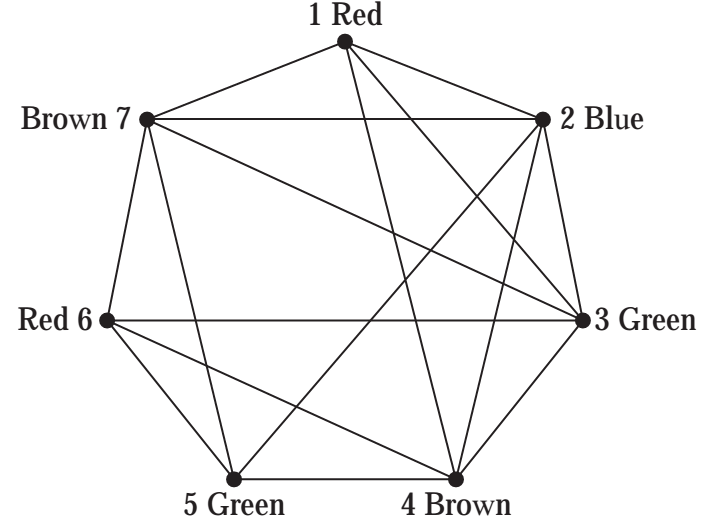 1 Red
Brown 7
2 Blue
Red 6
3 Green
5 Green
4 Brown